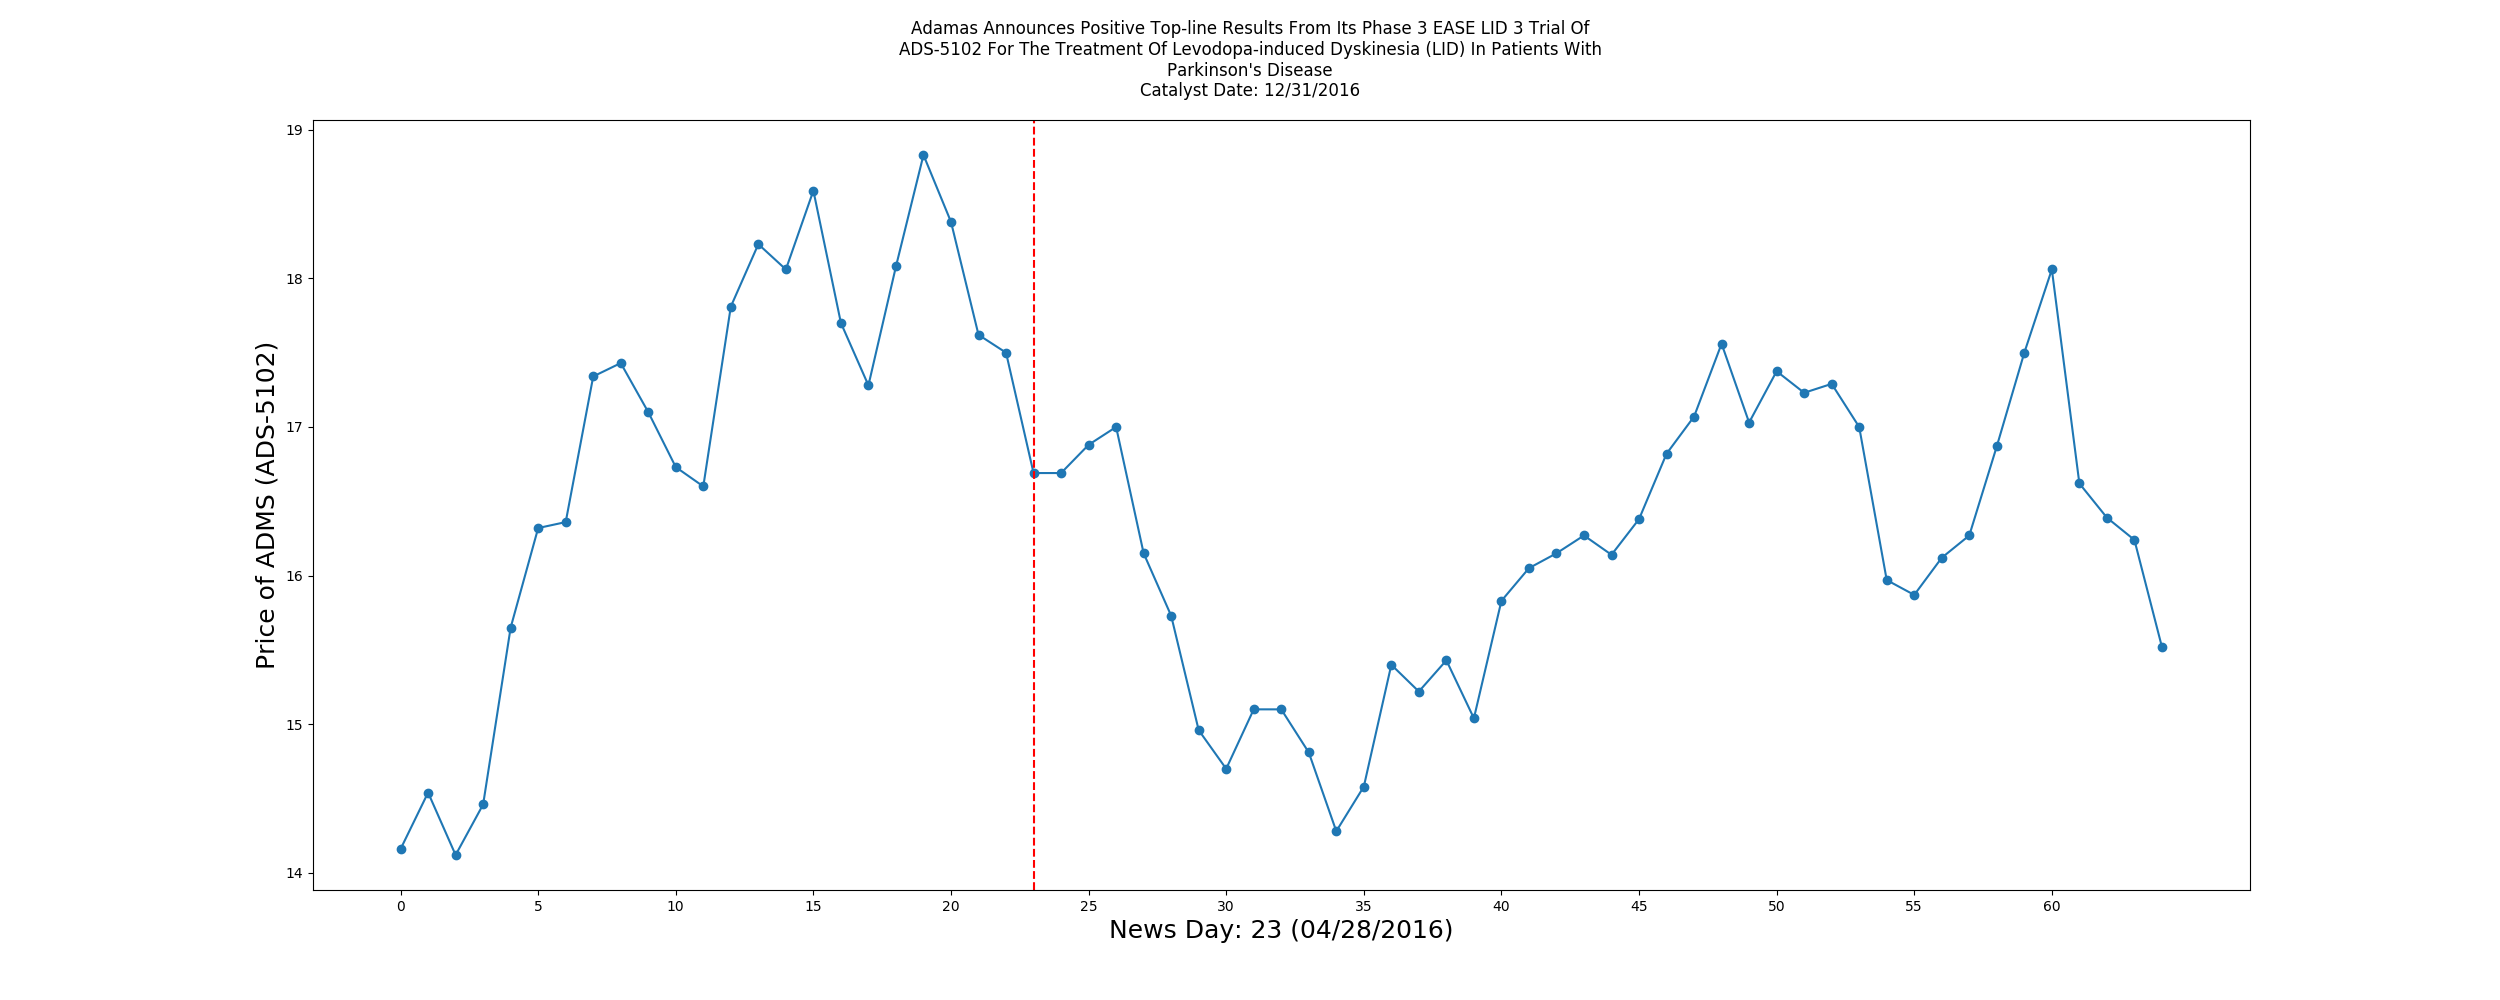 Adamas Announces Positive Top-line Results From Its Phase 3 EASE LID 3 Trial Of
ADS-5102 For The Treatment Of Levodopa-induced Dyskinesia (LID) In Patients With
Parkinson's Disease
Catalyst Date: 12/31/2016
19
18
17
16
15
14
Price of ADMS (ADS-5102)
0 5 10 15 20 25 30 35 40 45 50 55 60
News Day: 23 (04/28/2016)